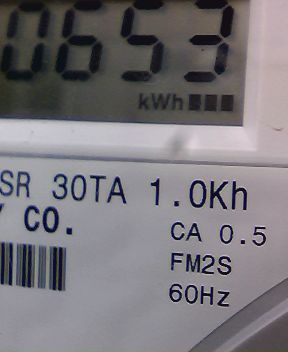 0653
kWh
SR 30TA 1.0Kh
Y CO.
CA 0.5
FM2S
60Hz